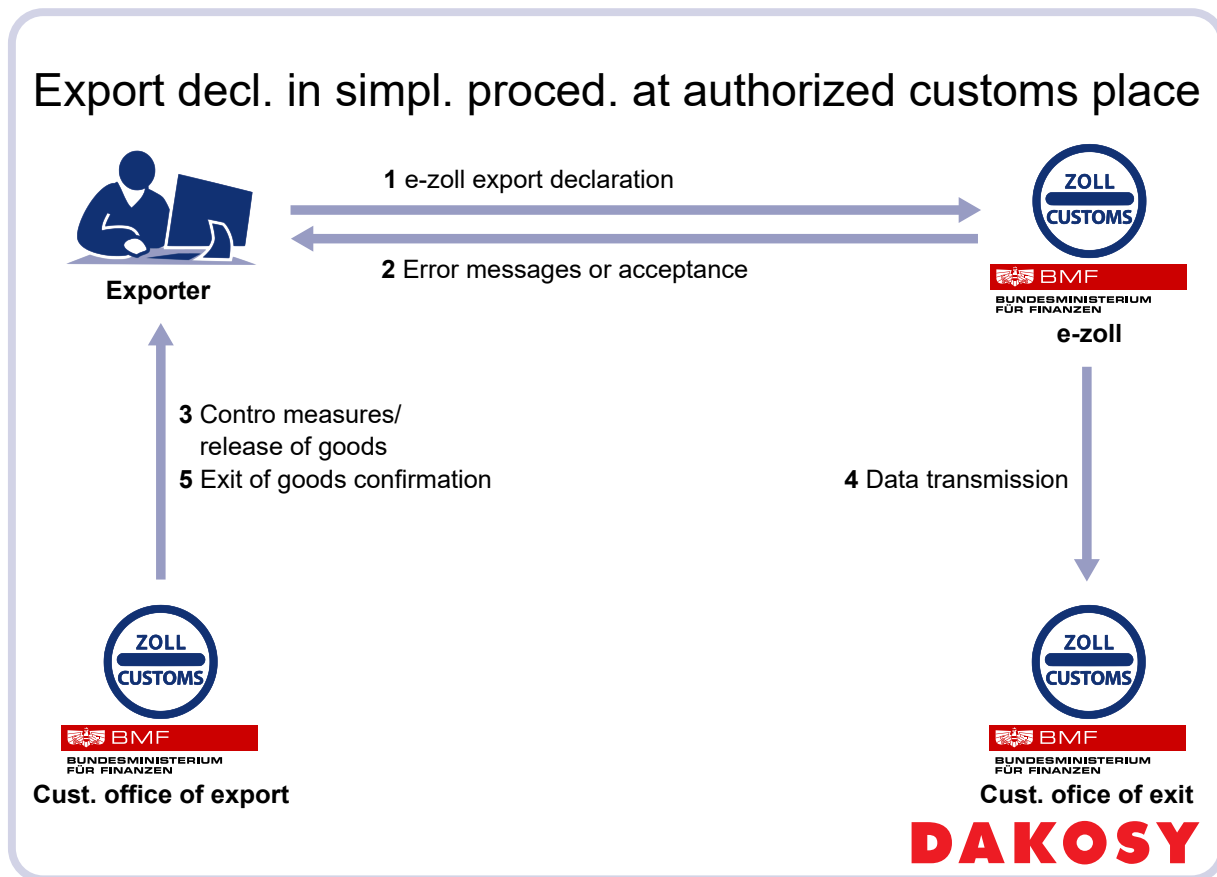 Export decl. in simpl. proced. at authorized customs place
1 e-zoll export declaration
2 Error messages or acceptance
Exporter
ZOLL
CUSTOMS
BMF
BUNDESMINISTERIUM
FÜR FINANZEN
e-zoll
3 Contro measures/
release of goods
5 Exit of goods confirmation
4 Data transmission
ZOLL
CUSTOMS
BMF
BUNDESMINISTERIUM
FÜR FINANZEN
Cust. office of export
ZOLL
CUSTOMS
BMF
BUNDESMINISTERIUM
FÜR FINANZEN
Cust. ofice of exit
DAKOSY